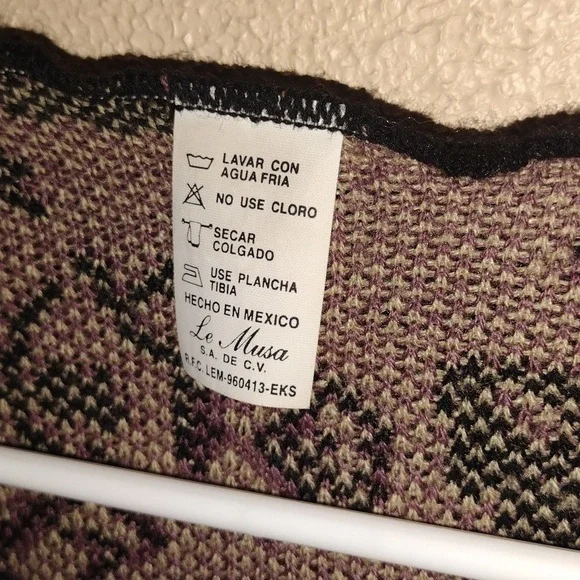 LAVAR CON
AGUA FRIA
NO USE CLORO
SECAR
COLGADO
USE PLANCHA
TIBIA
HECHO EN MEXICO
Le Musa
S.A. DE C.V.
R.F.C. LEM-960413-EKS